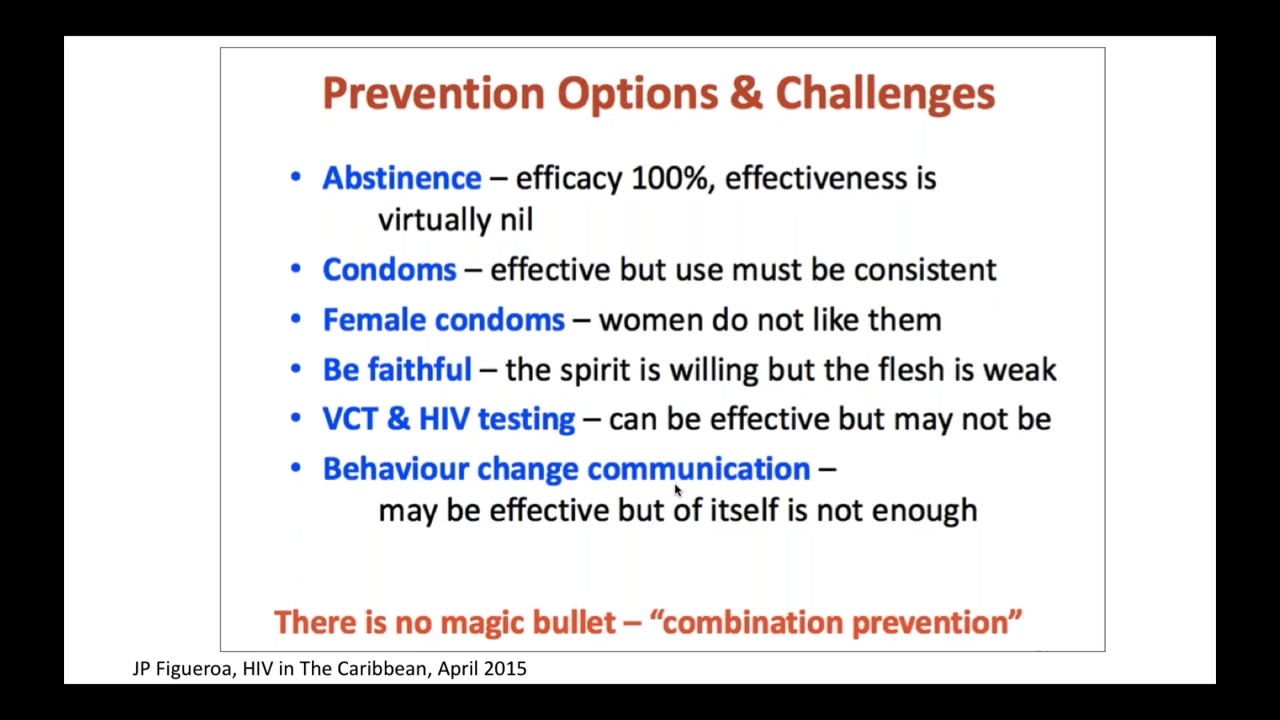 Prevention Options & Challenges
• Abstinence – efficacy 100%, effectiveness is
virtually nil
• Condoms – effective but use must be consistent
• Female condoms – women do not like them
• Be faithful – the spirit is willing but the flesh is weak
• VCT & HIV testing – can be effective but may not be
• Behaviour change communication –
may be effective but of itself is not enough
There is no magic bullet – “combination prevention”
JP Figueroa, HIV in The Caribbean, April 2015